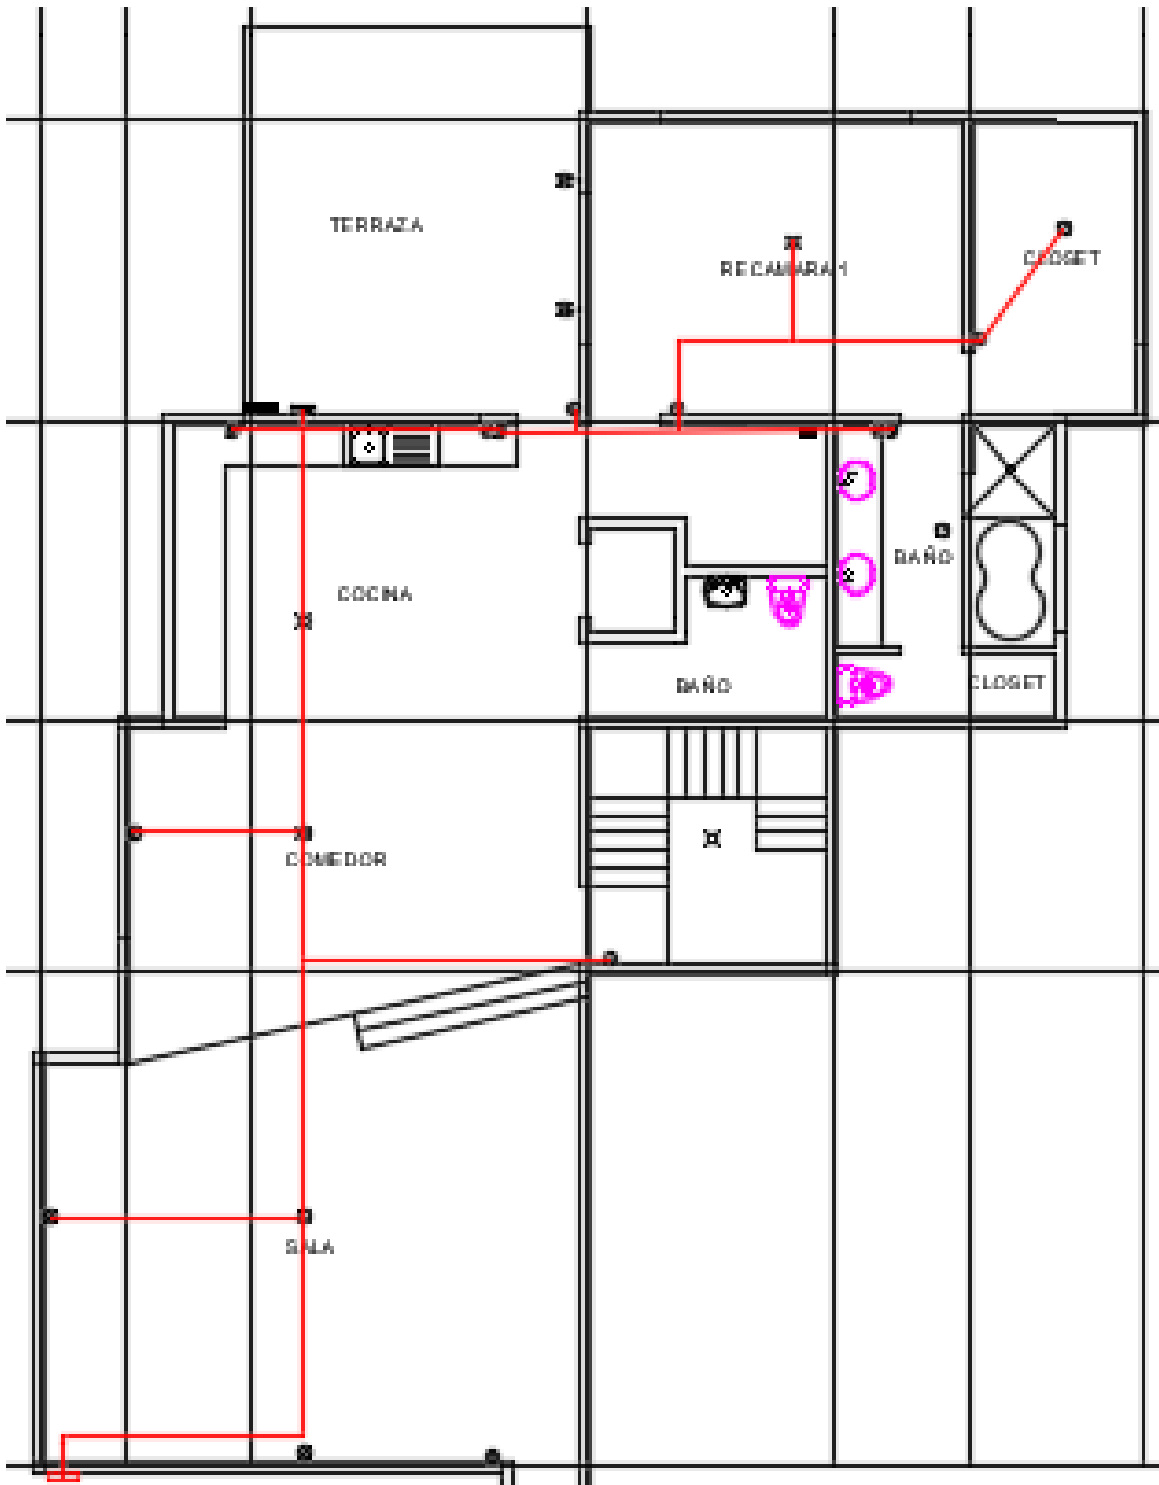 TERRAZA
RECAMARA 1
CLOSET
COCINA
BAÑO
BAÑO
CLOSET
COMEDOR
SALA